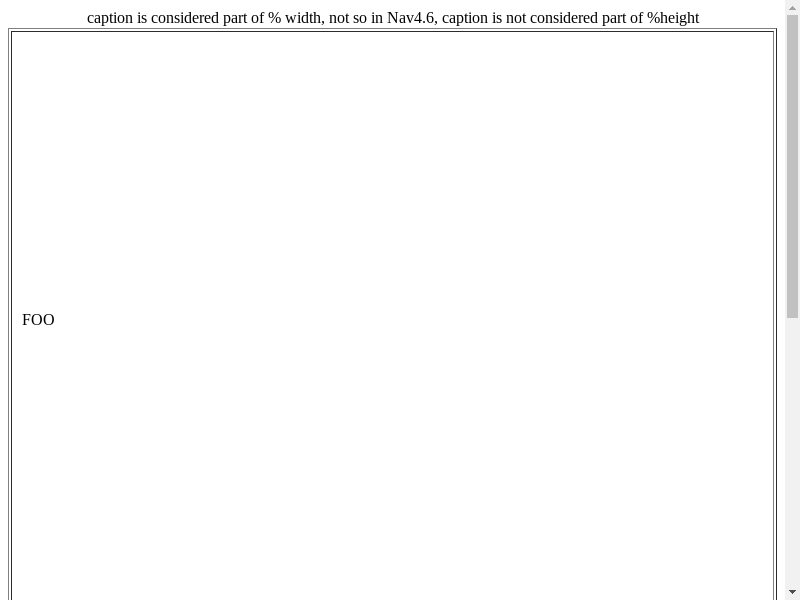 caption is considered part of % width, not so in Nav4.6, caption is not considered part of %height
FOO